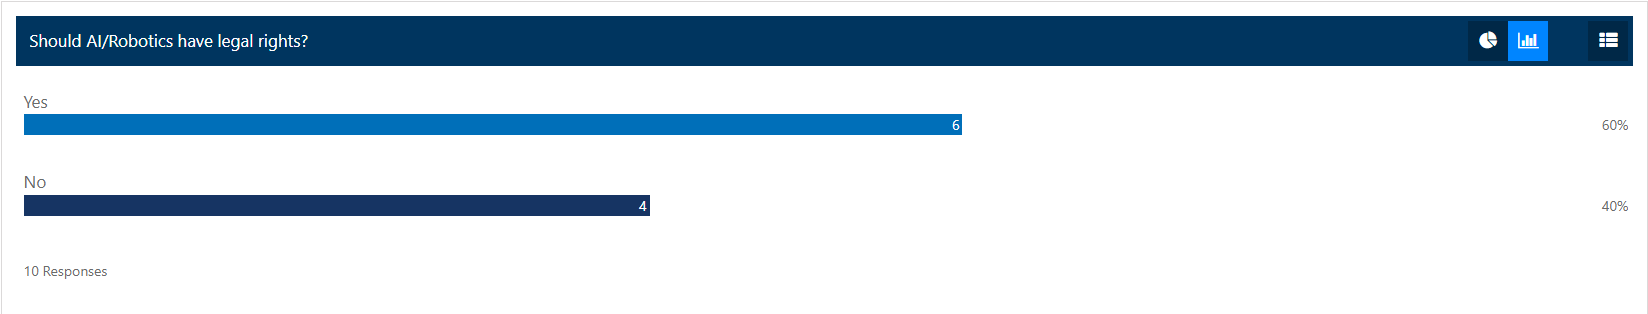 Should AI/Robotics have legal rights?
Yes
6 60%
No
4 40%
10 Responses